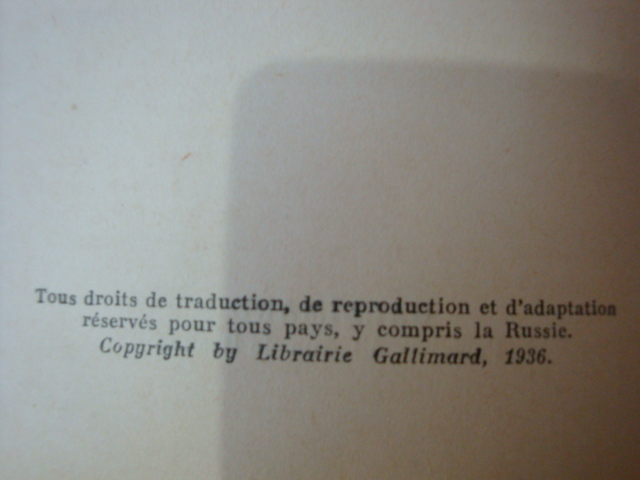 Tous droits de traduction, de reproduction et d'adaptation
réservés pour tous pays, y compris la Russie.
Copyright by Librairie Gallimard, 1936.